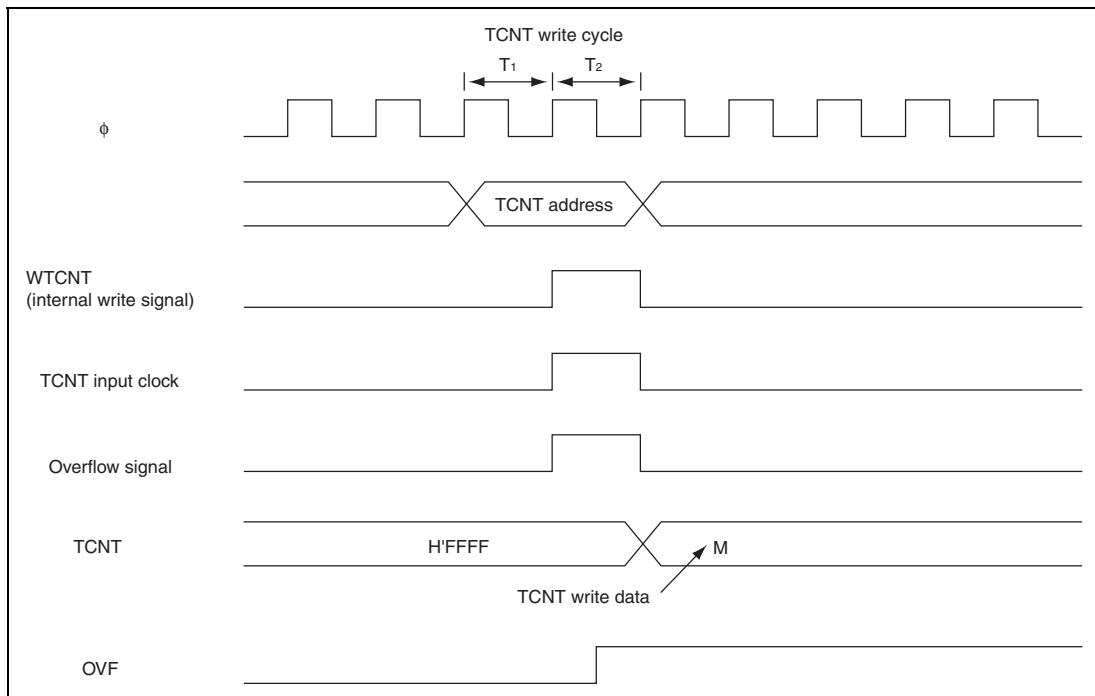 TCNT write cycle
T1 T2
ϕ
TCNT address
WTCNT
(internal write signal)
TCNT input clock
Overflow signal
TCNT
H'FFFF
M
TCNT write data
OVF